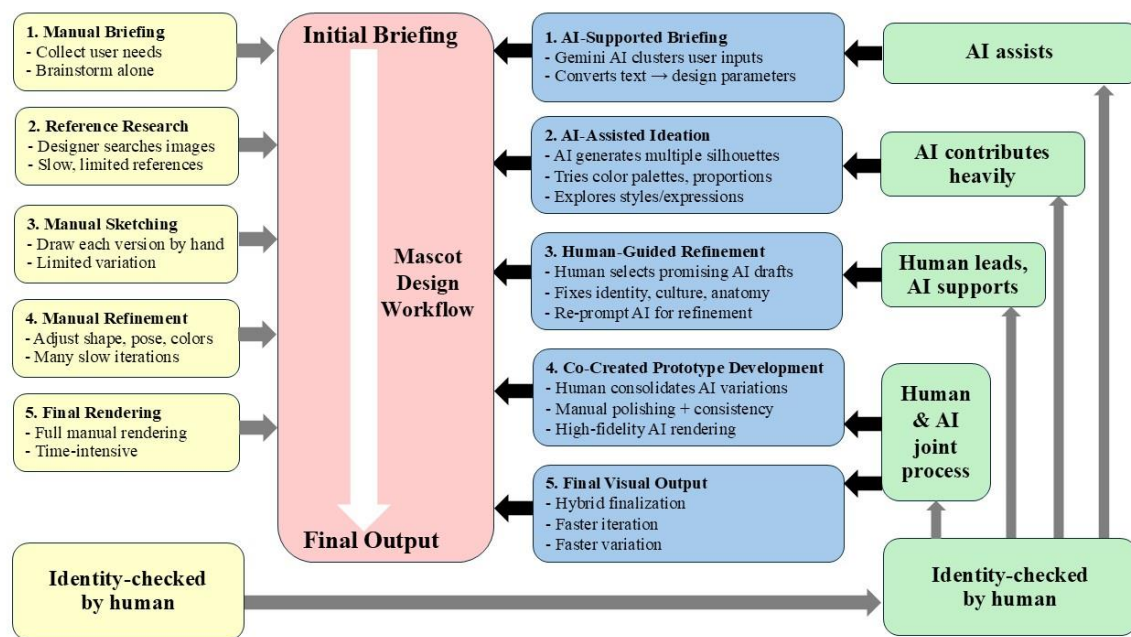 1. Manual Briefing
- Collect user needs
- Brainstorm alone
2. Reference Research
- Designer searches images
- Slow, limited references
3. Manual Sketching
- Draw each version by hand
- Limited variation
4. Manual Refinement
- Adjust shape, pose, colors
- Many slow iterations
5. Final Rendering
- Full manual rendering
- Time-intensive
Identity-checked
by human
Initial Briefing
Mascot
Design
Workflow
Final Output
1. AI-Supported Briefing
- Gemini AI clusters user inputs
- Converts text → design parameters
2. AI-Assisted Ideation
- AI generates multiple silhouettes
- Tries color palettes, proportions
- Explores styles/expressions
3. Human-Guided Refinement
- Human selects promising AI drafts
- Fixes identity, culture, anatomy
- Re-prompt AI for refinement
4. Co-Created Prototype Development
- Human consolidates AI variations
- Manual polishing + consistency
- High-fidelity AI rendering
5. Final Visual Output
- Hybrid finalization
- Faster iteration
- Faster variation
AI assists
AI contributes
heavily
Human leads,
AI supports
Human
& AI
joint
process
Identity-checked
by human